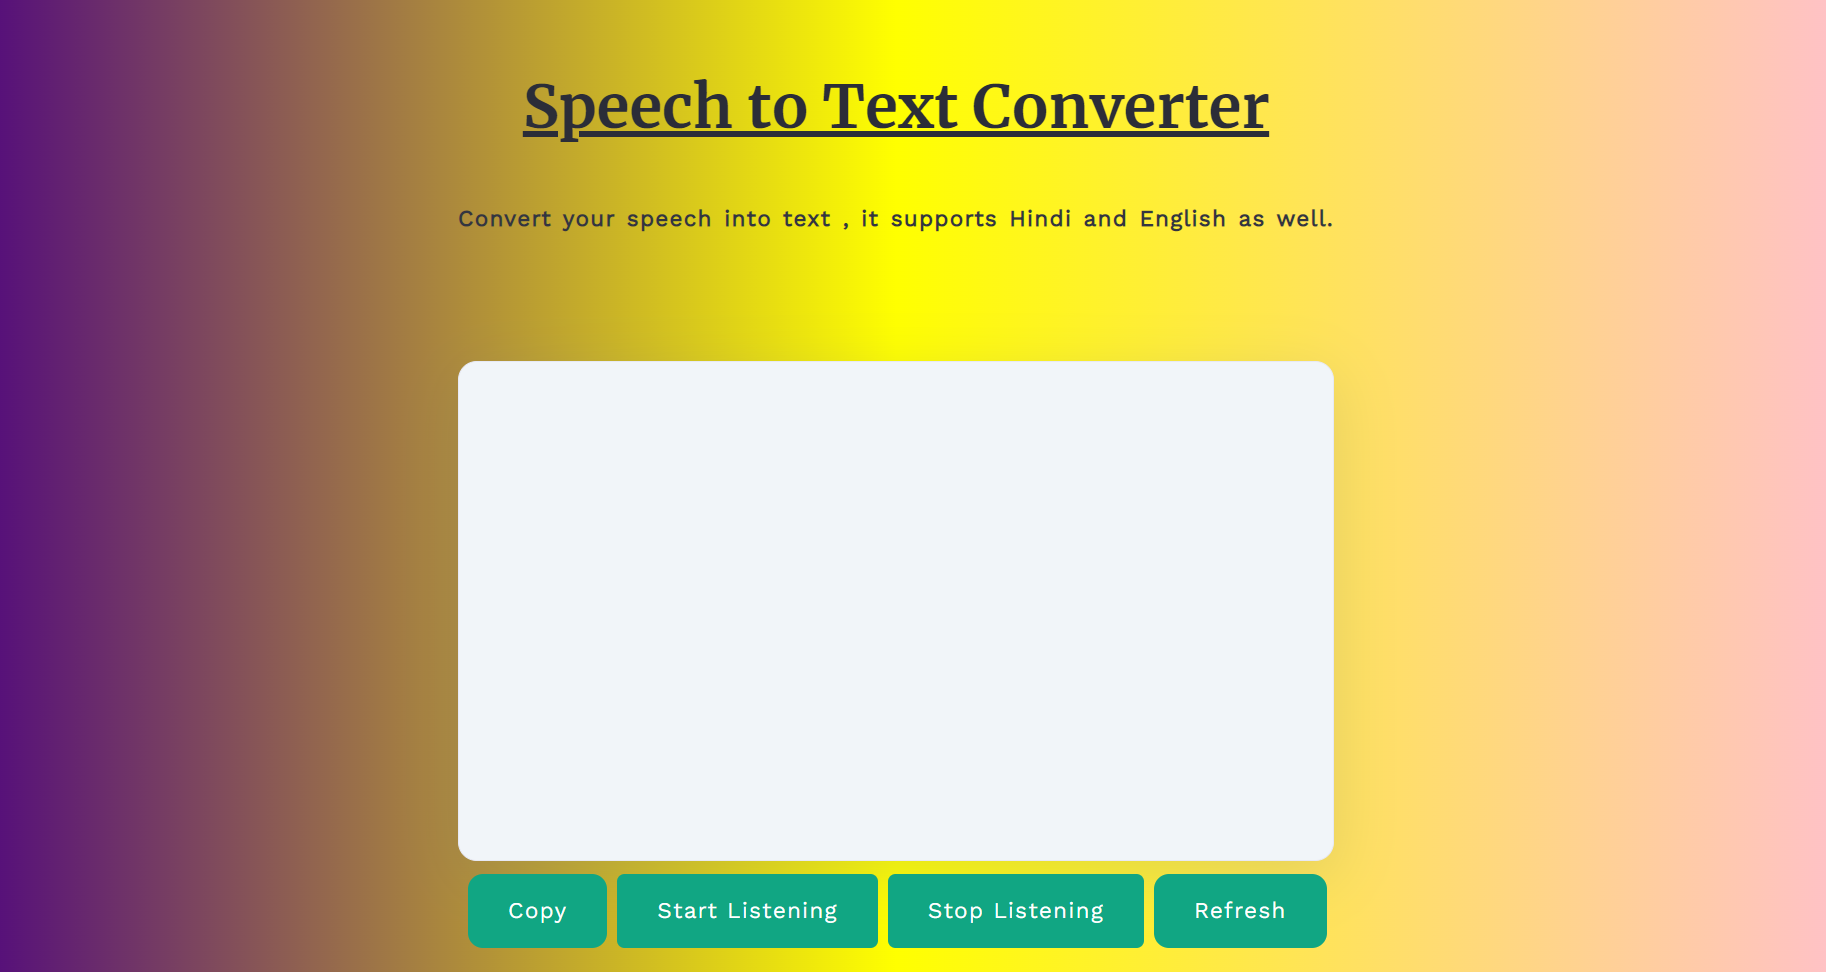 Speech to Text Converter
Convert your speech into text , it supports Hindi and English as well.
Copy
Start Listening
Stop Listening
Refresh